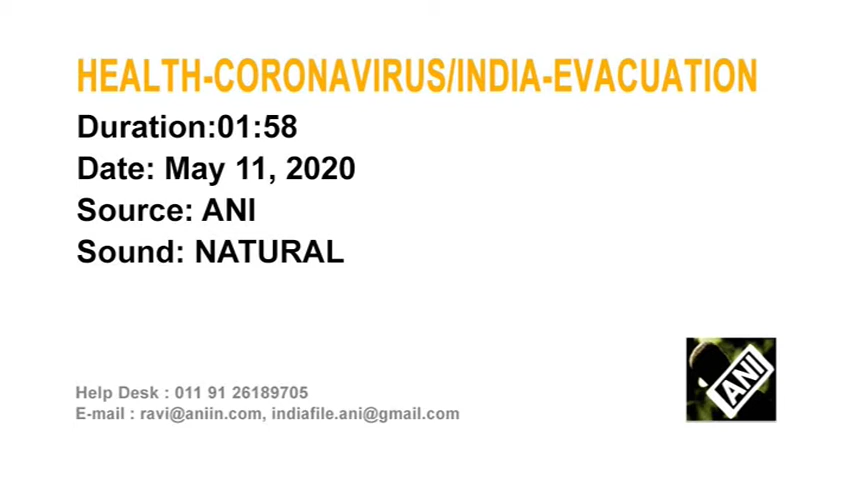 HEALTH-CORONAVIRUS/INDIA-EVACUATION
Duration:01:58
Date: May 11, 2020
Source: ANI
Sound: NATURAL
ANI
Help Desk : 011 91 26189705
E-mail : ravi@aniin.com, indiafile.ani@gmail.com